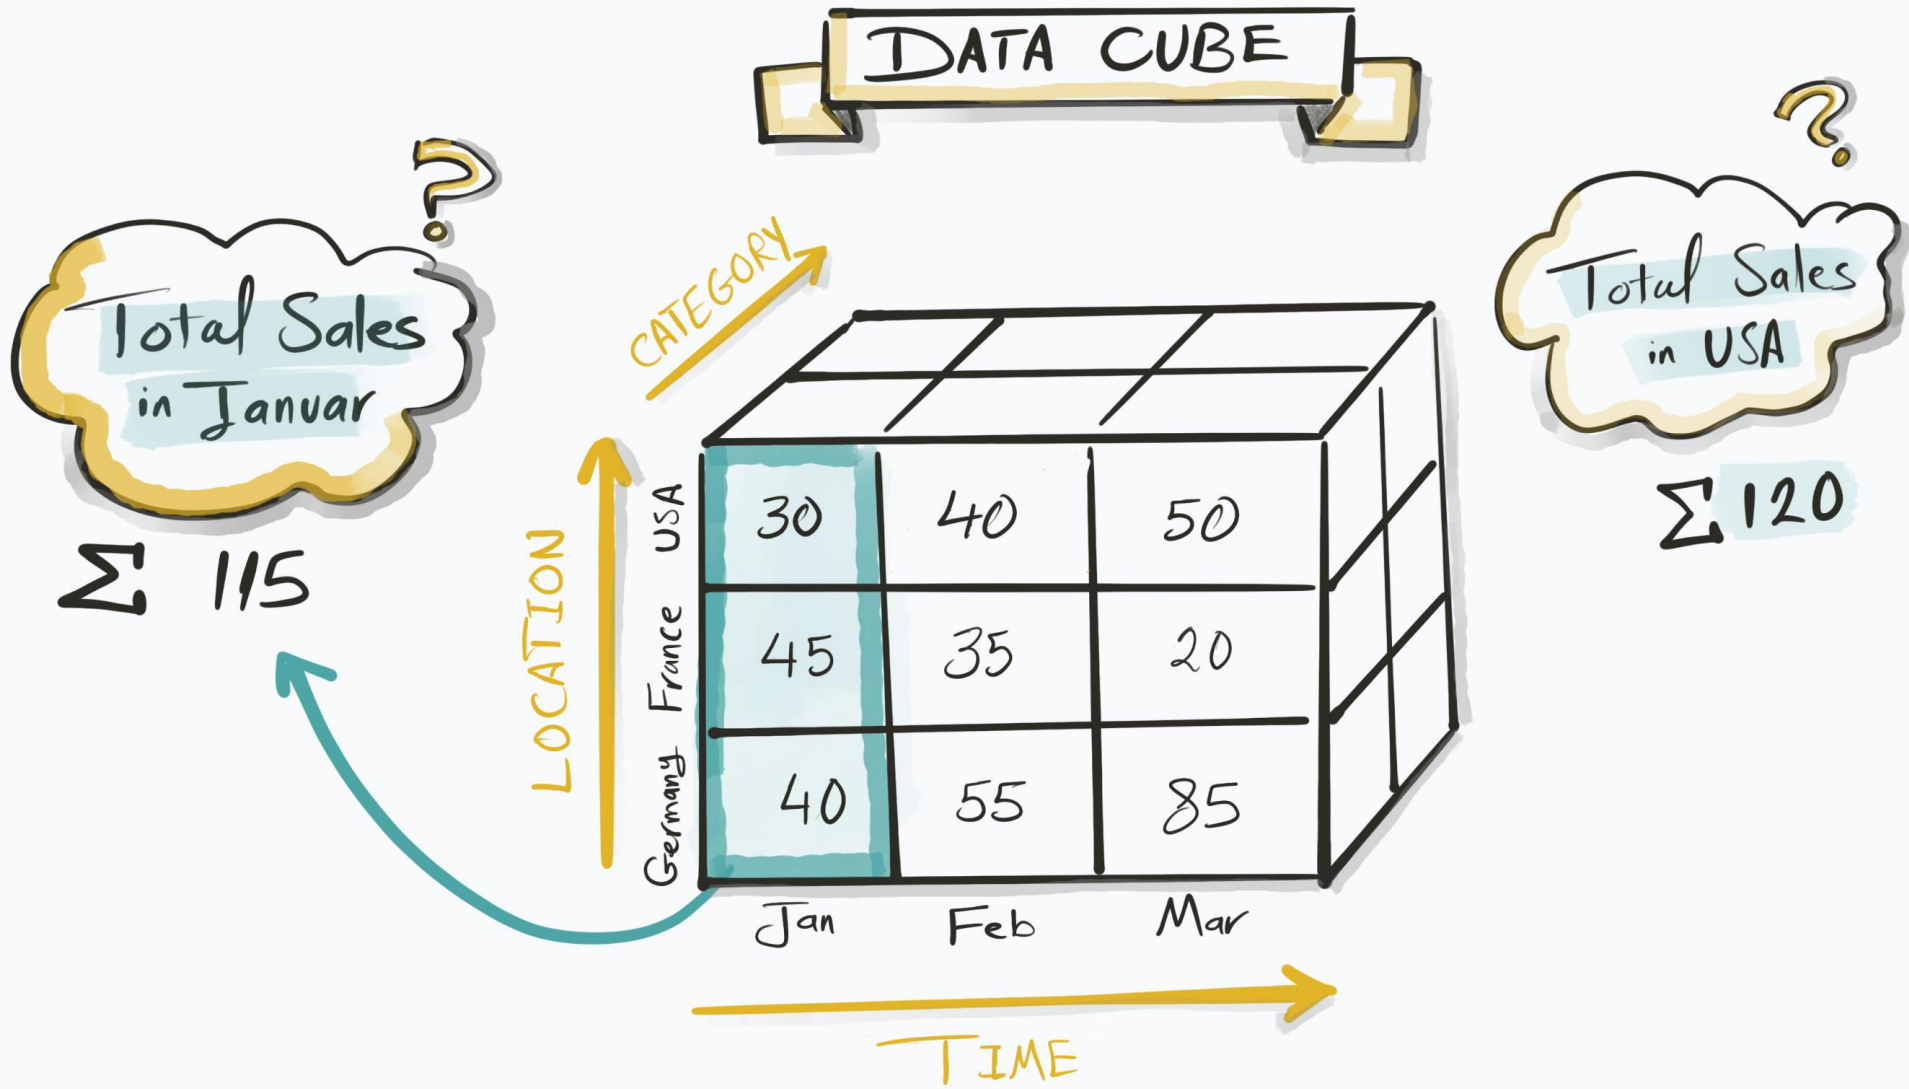 DATA CUBE
?
Total Sales
in Januar
Σ 115
?
Total Sales
in USA
Σ 120
CATEGORY
LOCATION
USA
30 40 50
France
45 35 20
Germany
40 55 85
Jan Feb Mar
TIME